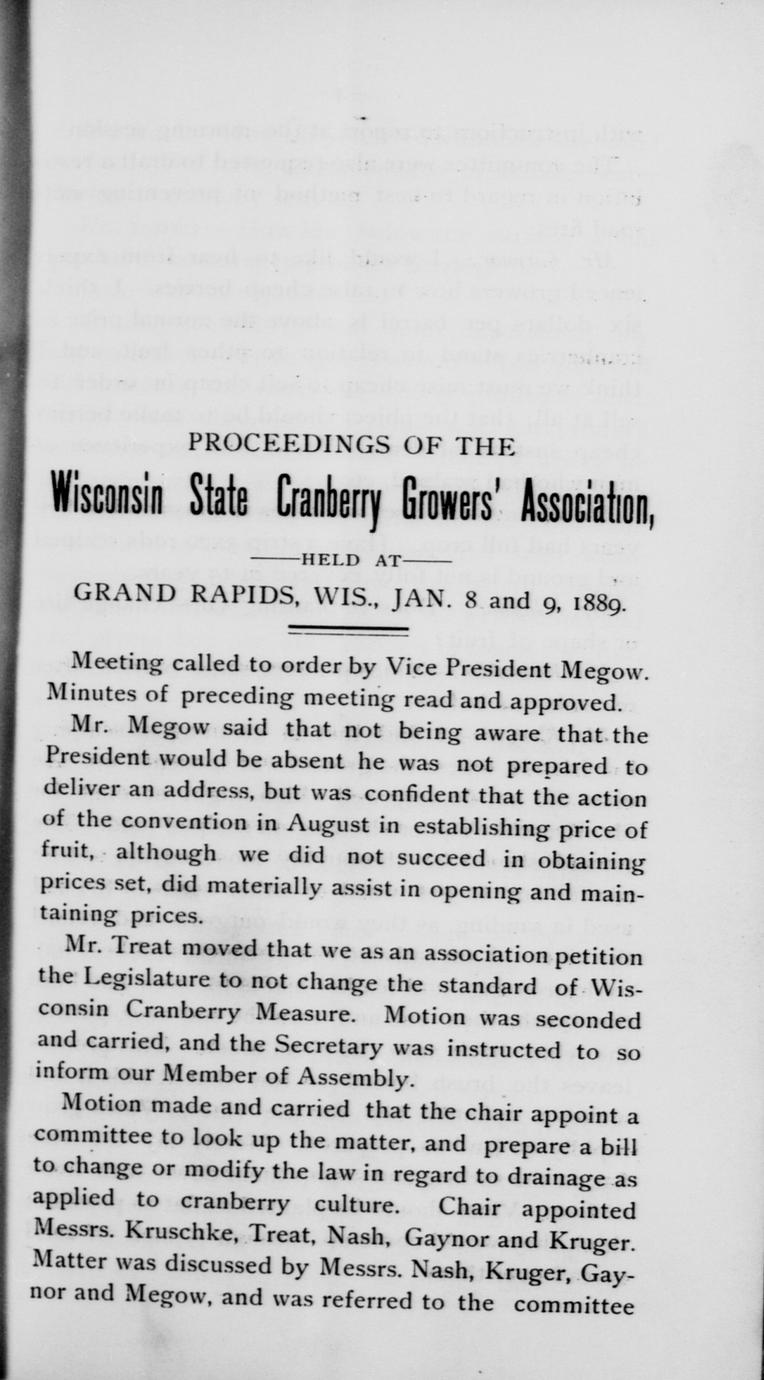 PROCEEDINGS OF THE
Wisconsin State Cranberry Growers' Association,
——HELD AT——
GRAND RAPIDS, WIS., JAN. 8 and 9, 1889.
Meeting called to order by Vice President Megow.
Minutes of preceding meeting read and approved.
Mr. Megow said that not being aware that the
President would be absent he was not prepared to
deliver an address, but was confident that the action
of the convention in August in establishing price of
fruit, although we did not succeed in obtaining
prices set, did materially assist in opening and main-
taining prices.
Mr. Treat moved that we as an association petition
the Legislature to not change the standard of Wis-
consin Cranberry Measure. Motion was seconded
and carried, and the Secretary was instructed to so
inform our Member of Assembly.
Motion made and carried that the chair appoint a
committee to look up the matter, and prepare a bill
to change or modify the law in regard to drainage as
applied to cranberry culture. Chair appointed
Messrs. Kruschke, Treat, Nash, Gaynor and Kruger.
Matter was discussed by Messrs. Nash, Kruger, Gay-
nor and Megow, and was referred to the committee